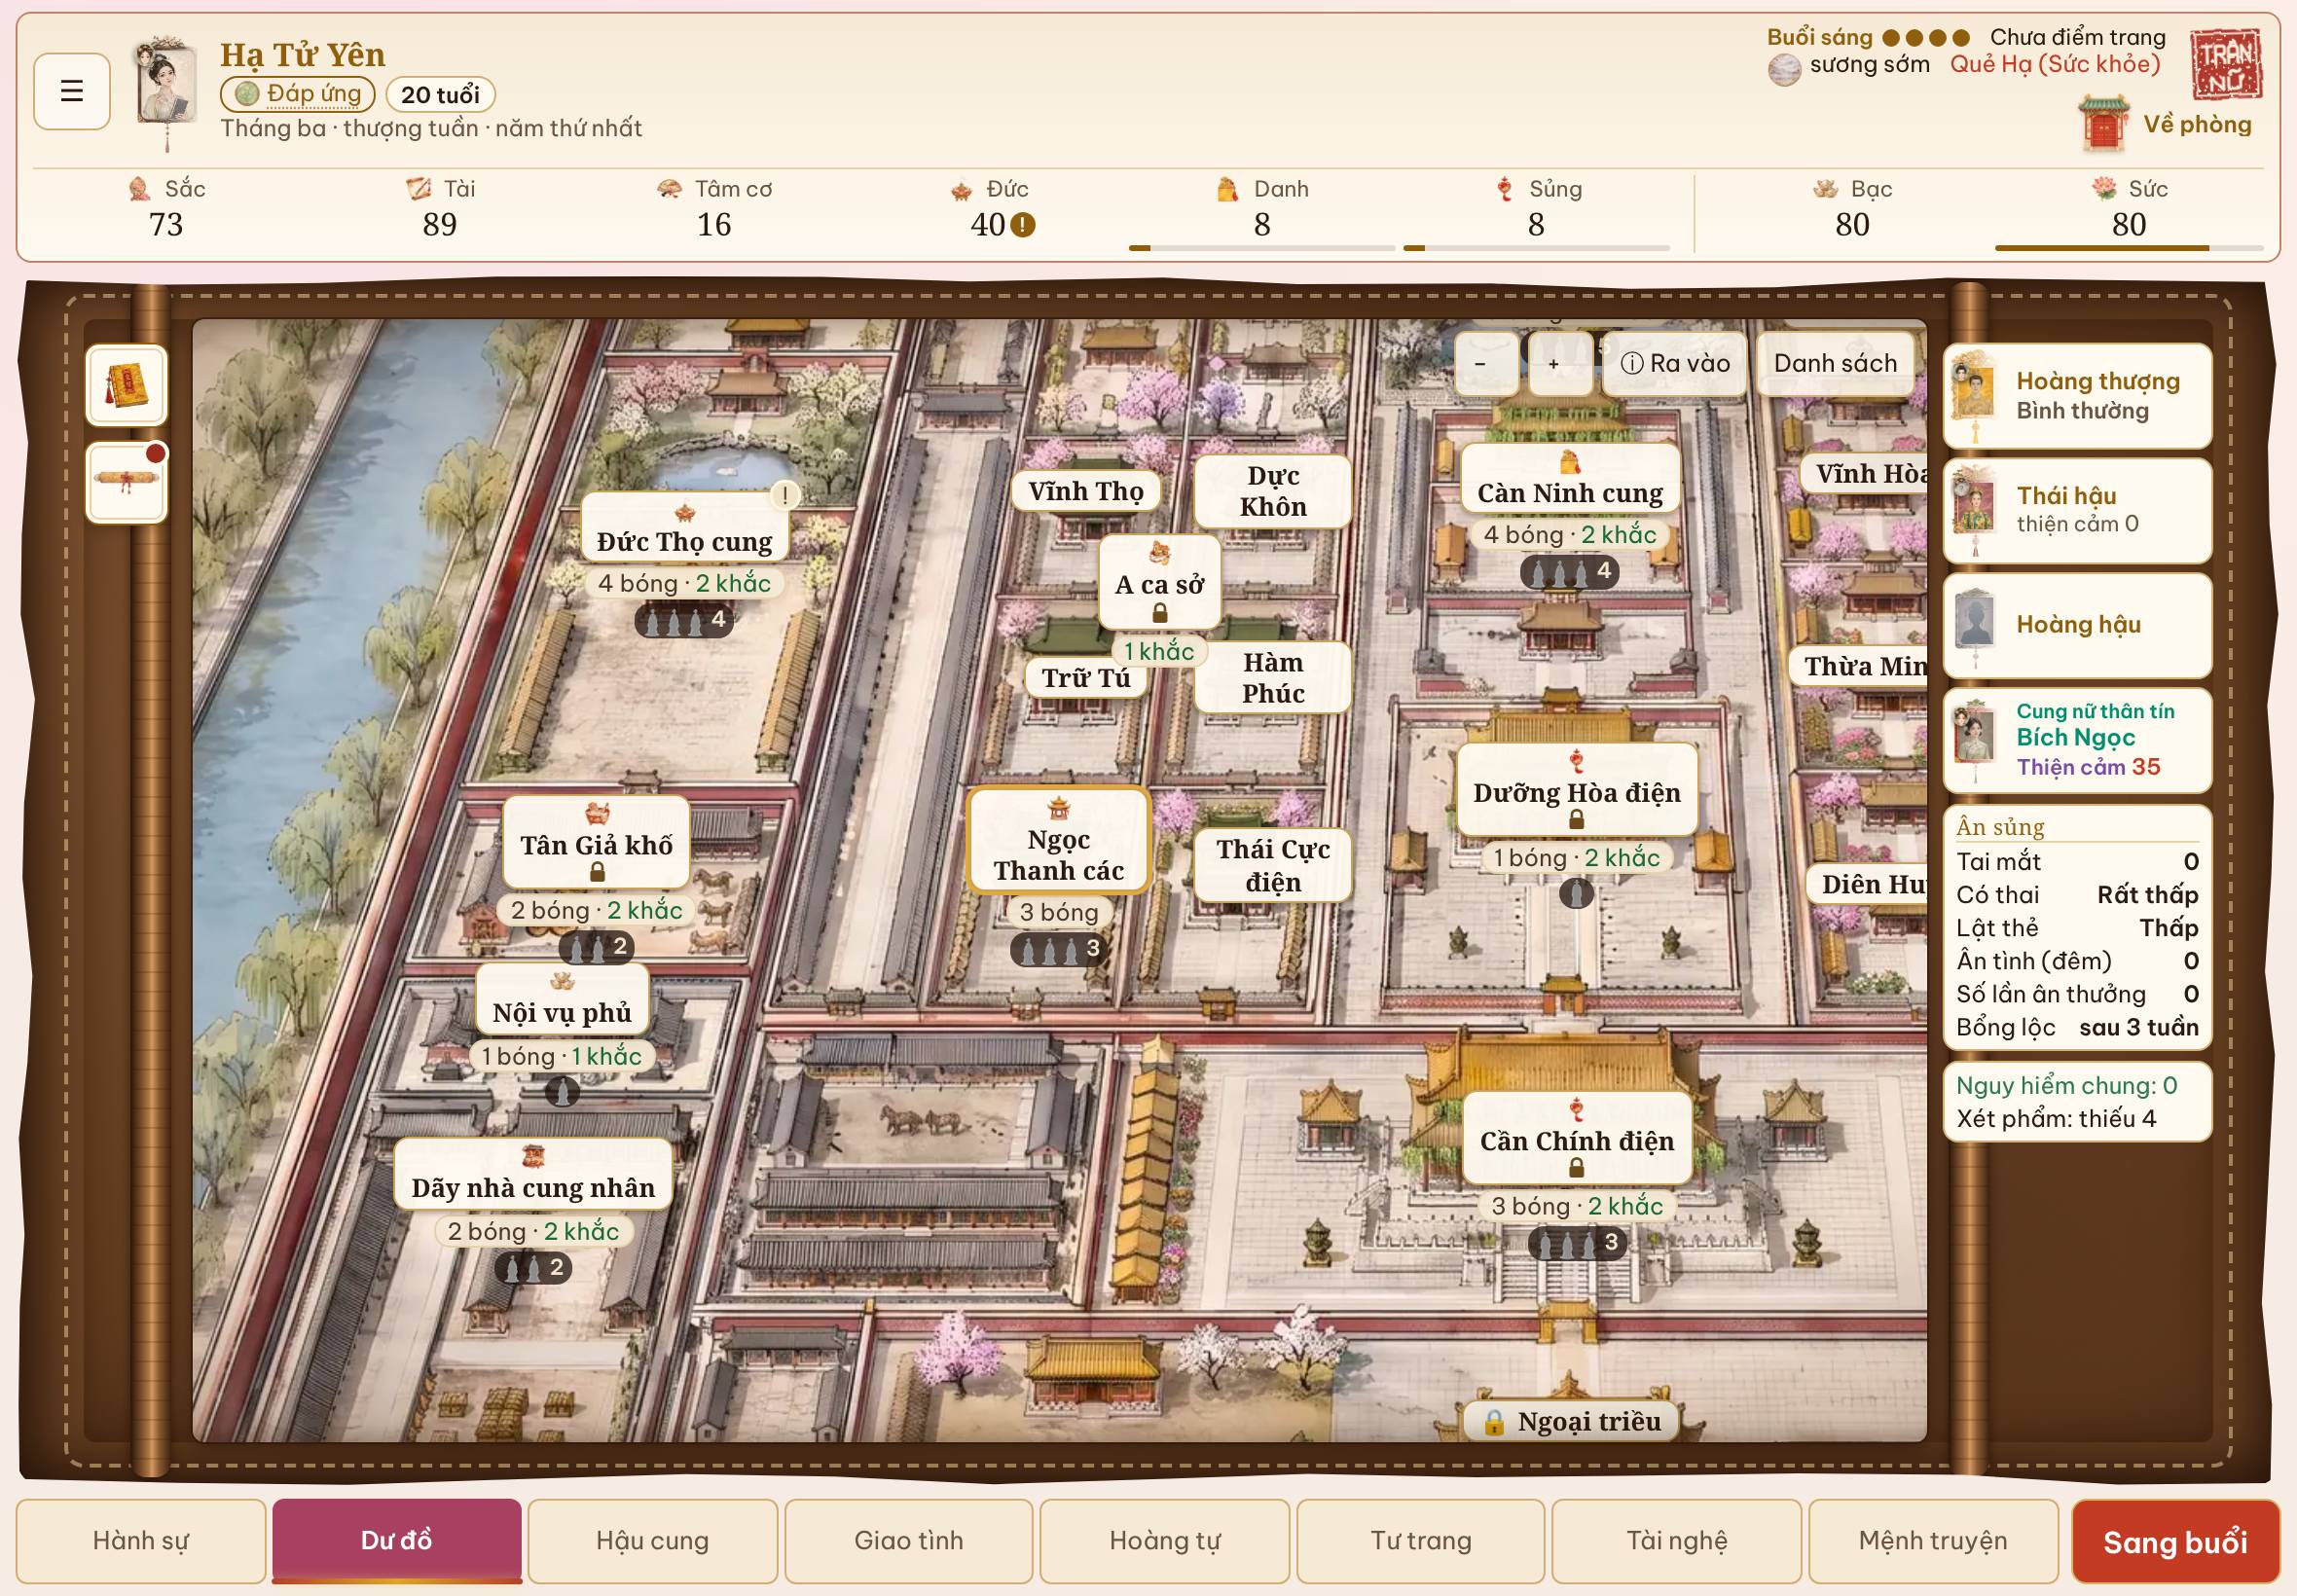 Hạ Tử Yên
Đáp ứng
20 tuổi
Tháng ba · thượng tuần · năm thứ nhất
Buổi sáng
Chưa điểm trang
sương sớm
Quẻ Hạ (Sức khỏe)
TRÂN NỮ
Về phòng
Sắc
73
Tài
89
Tâm cơ
16
Đức
40 !
Danh
8
Sủng
8
Bạc
80
Sức
80
−
+
ⓘ Ra vào
Danh sách
Đức Thọ cung
!
4 bóng · 2 khắc
4
Vĩnh Thọ
Dực
Khôn
A ca sở
1 khắc
Trữ Tú
Hàm
Phúc
Càn Ninh cung
4 bóng · 2 khắc
4
Vĩnh Hòa
Thừa Min
Diên Hu
Dưỡng Hòa điện
1 bóng · 2 khắc
Tân Giả khố
2 bóng · 2 khắc
2
Ngọc
Thanh các
3 bóng
3
Thái Cực
điện
Nội vụ phủ
1 bóng · 1 khắc
Dãy nhà cung nhân
2 bóng · 2 khắc
2
Cần Chính điện
3 bóng · 2 khắc
3
Ngoại triều
Hoàng thượng
Bình thường
Thái hậu
thiện cảm 0
Hoàng hậu
Cung nữ thân tín
Bích Ngọc
Thiện cảm 35
Ân sủng
Tai mắt 0
Có thai Rất thấp
Lật thẻ Thấp
Ân tình (đêm) 0
Số lần ân thưởng 0
Bổng lộc sau 3 tuần
Nguy hiểm chung: 0
Xét phẩm: thiếu 4
Hành sự
Dư đồ
Hậu cung
Giao tình
Hoàng tự
Tư trang
Tài nghệ
Mệnh truyện
Sang buổi